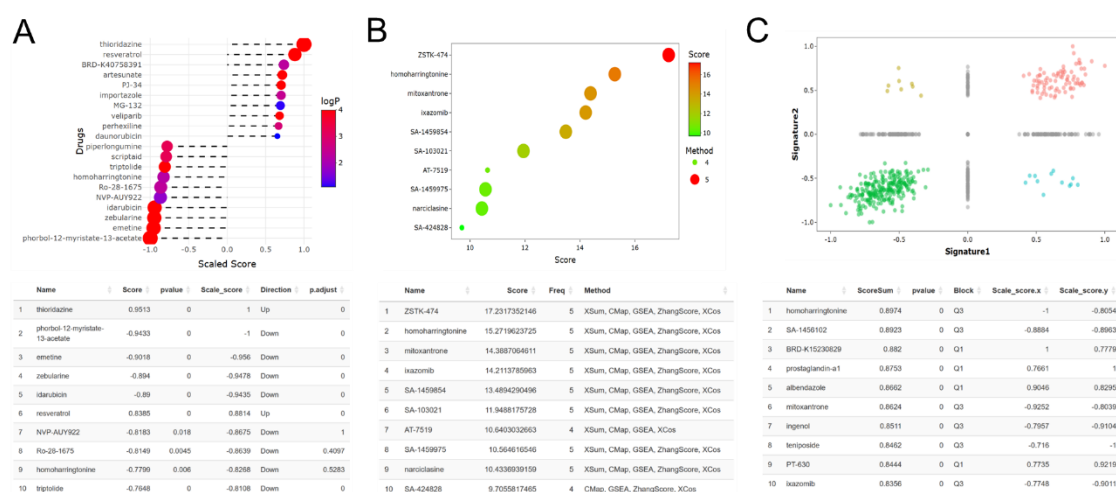 A
Drugs
thioridazine
resveratrol
BRD-K40758391
artesunate
PJ-34
importazole
MG-132
veliparib
perhexiline
daunorubicin
piperlongumine
scriptaid
triptolide
homoharringtonine
Ro-28-1675
NVP-AUY922
idarubicin
zebularine
emetine
phorbol-12-myristate-13-acetate
-1.0 -0.5 0.0 0.5 1.0
Scaled Score
logP
4
3
2
Name Score pvalue Scale_score Direction p.adjust
1 thioridazine 0.9513 0 1 Up 0
2 phorbol-12-myristate-13-acetate -0.9433 0 -1 Down 0
3 emetine -0.9018 0 -0.956 Down 0
4 zebularine -0.894 0 -0.9478 Down 0
5 idarubicin -0.89 0 -0.9435 Down 0
6 resveratrol 0.8385 0 0.8814 Up 0
7 NVP-AUY922 -0.8183 0.018 -0.8675 Down 1
8 Ro-28-1675 -0.8149 0.0045 -0.8639 Down 0.4097
9 homoharringtonine -0.7799 0.006 -0.8268 Down 0.5283
10 triptolide -0.7648 0 -0.8108 Down 0
B
ZSTK-474
homoharringtonine
mitoxantrone
ixazomib
SA-1459854
SA-103021
AT-7519
SA-1459975
narciclasine
SA-424828
10 12 14 16
Score
Score
16
14
12
10
Method
4
5
Name Score Freq Method
1 ZSTK-474 17.2317352146 5 XSum, CMap, GSEA, ZhangScore, XCos
2 homoharringtonine 15.2719623725 5 XSum, CMap, GSEA, ZhangScore, XCos
3 mitoxantrone 14.3887064611 5 XSum, CMap, GSEA, ZhangScore, XCos
4 ixazomib 14.2113785963 5 XSum, CMap, GSEA, ZhangScore, XCos
5 SA-1459854 13.4894290496 5 XSum, CMap, GSEA, ZhangScore, XCos
6 SA-103021 11.9488175728 5 XSum, CMap, GSEA, ZhangScore, XCos
7 AT-7519 10.6403032663 4 XSum, CMap, GSEA, XCos
8 SA-1459975 10.564616546 5 XSum, CMap, GSEA, ZhangScore, XCos
9 narciclasine 10.4336939159 5 XSum, CMap, GSEA, ZhangScore, XCos
10 SA-424828 9.7055817465 4 CMap, GSEA, ZhangScore, XCos
C
Signature2
1.0
0.5
0.0
-0.5
-1.0
-1.0 -0.5 0.0 0.5 1.0
Signature1
Name ScoreSum pvalue Block Scale_score.x Scale_score.y
1 homoharringtonine 0.8974 0 Q3 -1 -0.8054
2 SA-1456102 0.8923 0 Q3 -0.8884 -0.8963
3 BRD-K15230829 0.882 0 Q1 1 0.7779
4 prostaglandin-a1 0.8753 0 Q1 0.7661 1
5 albendazole 0.8662 0 Q1 0.9046 0.8295
6 mitoxantrone 0.8624 0 Q3 -0.9252 -0.8039
7 ingenol 0.8511 0 Q3 -0.7957 -0.9104
8 teniposide 0.8462 0 Q3 -0.716 -1
9 PT-630 0.8444 0 Q1 0.7735 0.9219
10 ixazomib 0.8356 0 Q3 -0.7748 -0.9011